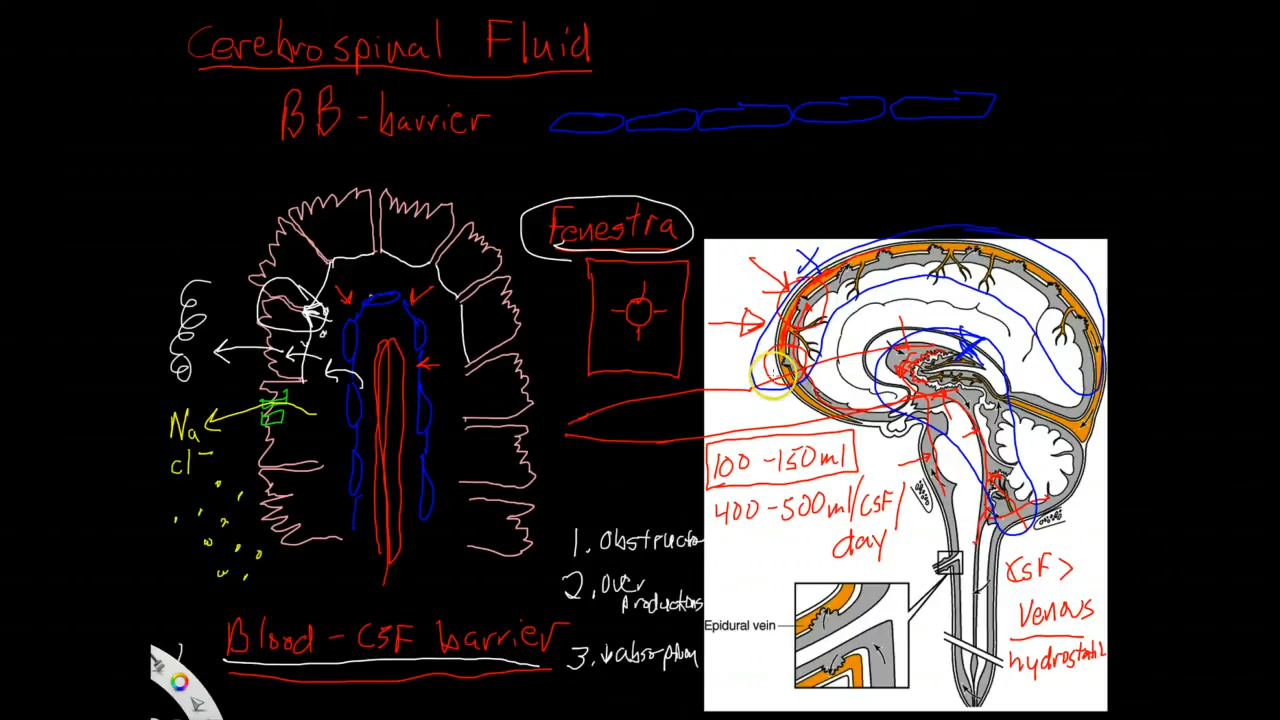 Cerebrospinal Fluid
BB-barrier
Fenestra
Na
Cl-
100-150ml
400-500ml/CSF/
day
1. Obstructio
2. Over
Productions
3. ↓absorption
Blood-CSF barrier
Epidural vein
CSF >
Venous
hydrostatic